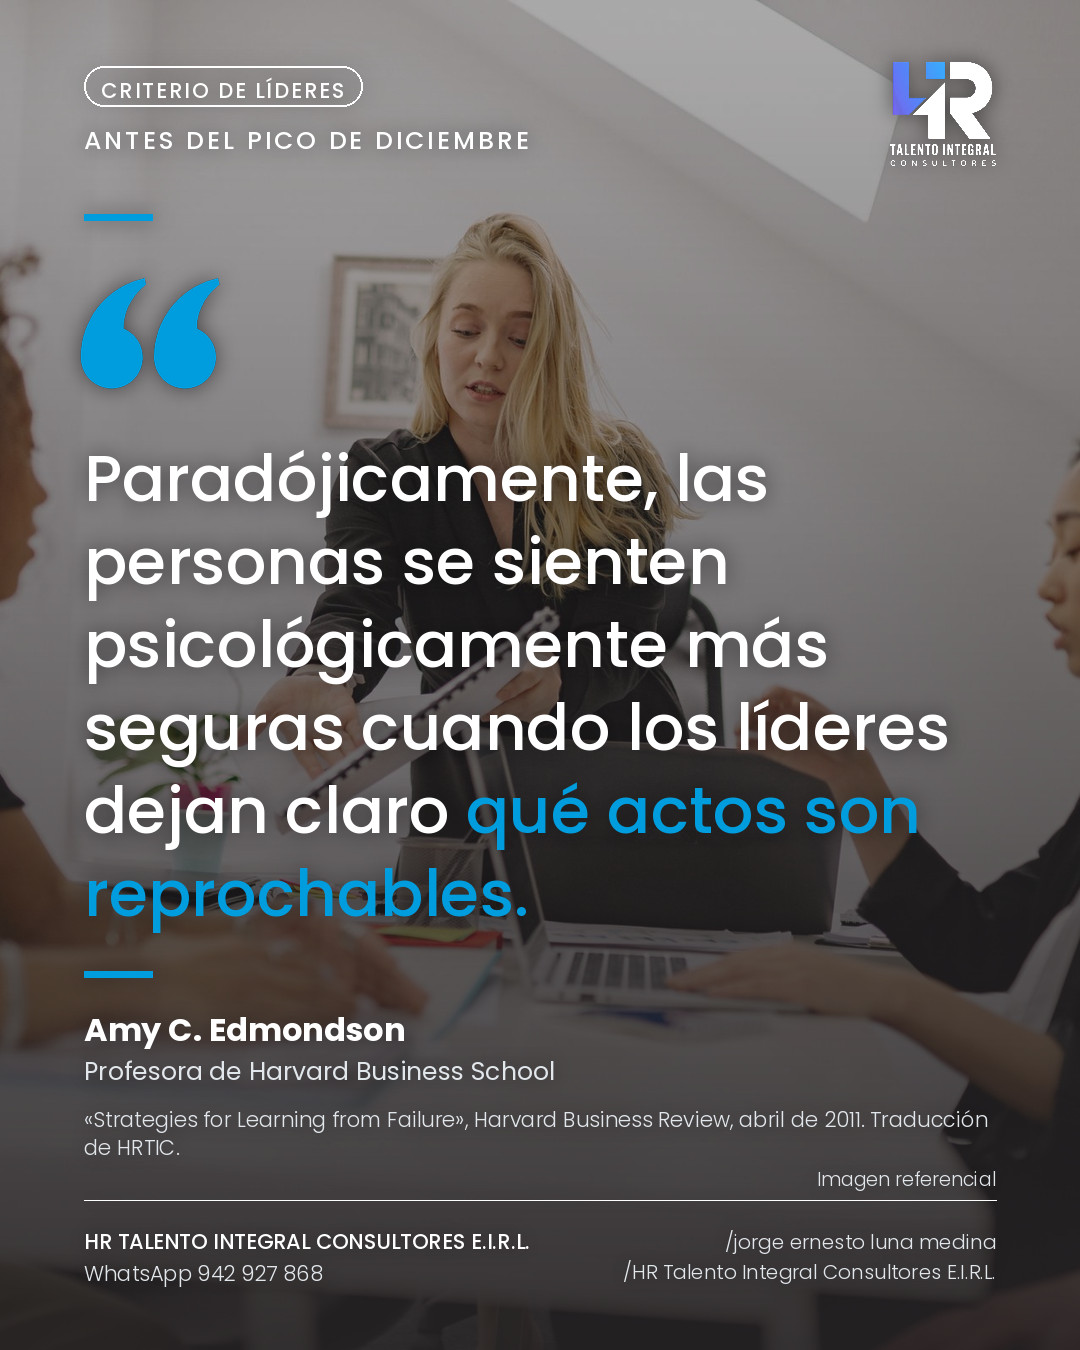 CRITERIO DE LÍDERES
ANTES DEL PICO DE DICIEMBRE
HR
TALENTO INTEGRAL
CONSULTORES
“
Paradójicamente, las
personas se sienten
psicológicamente más
seguras cuando los líderes
dejan claro qué actos son
reprochables.
Amy C. Edmondson
Profesora de Harvard Business School
«Strategies for Learning from Failure», Harvard Business Review, abril de 2011. Traducción
de HRTIC.
Imagen referencial
HR TALENTO INTEGRAL CONSULTORES E.I.R.L.
WhatsApp 942 927 868
/jorge ernesto luna medina
/HR Talento Integral Consultores E.I.R.L.